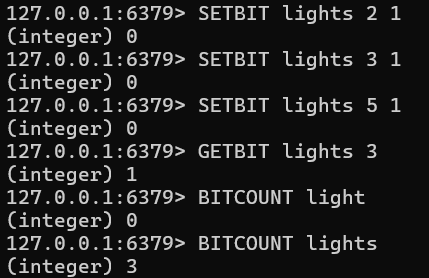 127.0.0.1:6379> SETBIT lights 2 1
(integer) 0
127.0.0.1:6379> SETBIT lights 3 1
(integer) 0
127.0.0.1:6379> SETBIT lights 5 1
(integer) 0
127.0.0.1:6379> GETBIT lights 3
(integer) 1
127.0.0.1:6379> BITCOUNT light
(integer) 0
127.0.0.1:6379> BITCOUNT lights
(integer) 3